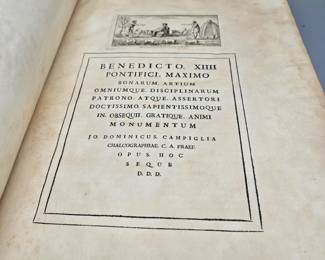 BENEDICTO. XIIII
PONTIFICI. MAXIMO
BONARUM. ARTIUM
OMNIUMQUE. DISCIPLINARUM
PATRONO. ATQUE. ASSERTORI
DOCTISSIMO. SAPIENTISSIMOQUE
IN. OBSEQUII. GRATIQUE. ANIMI
MONUMENTUM
JO. DOMINICUS. CAMPIGLIA
CHALCOGRAPHIAE. C. A. PRAEF.
OPUS. HOC
SEQUE
D. D. D.